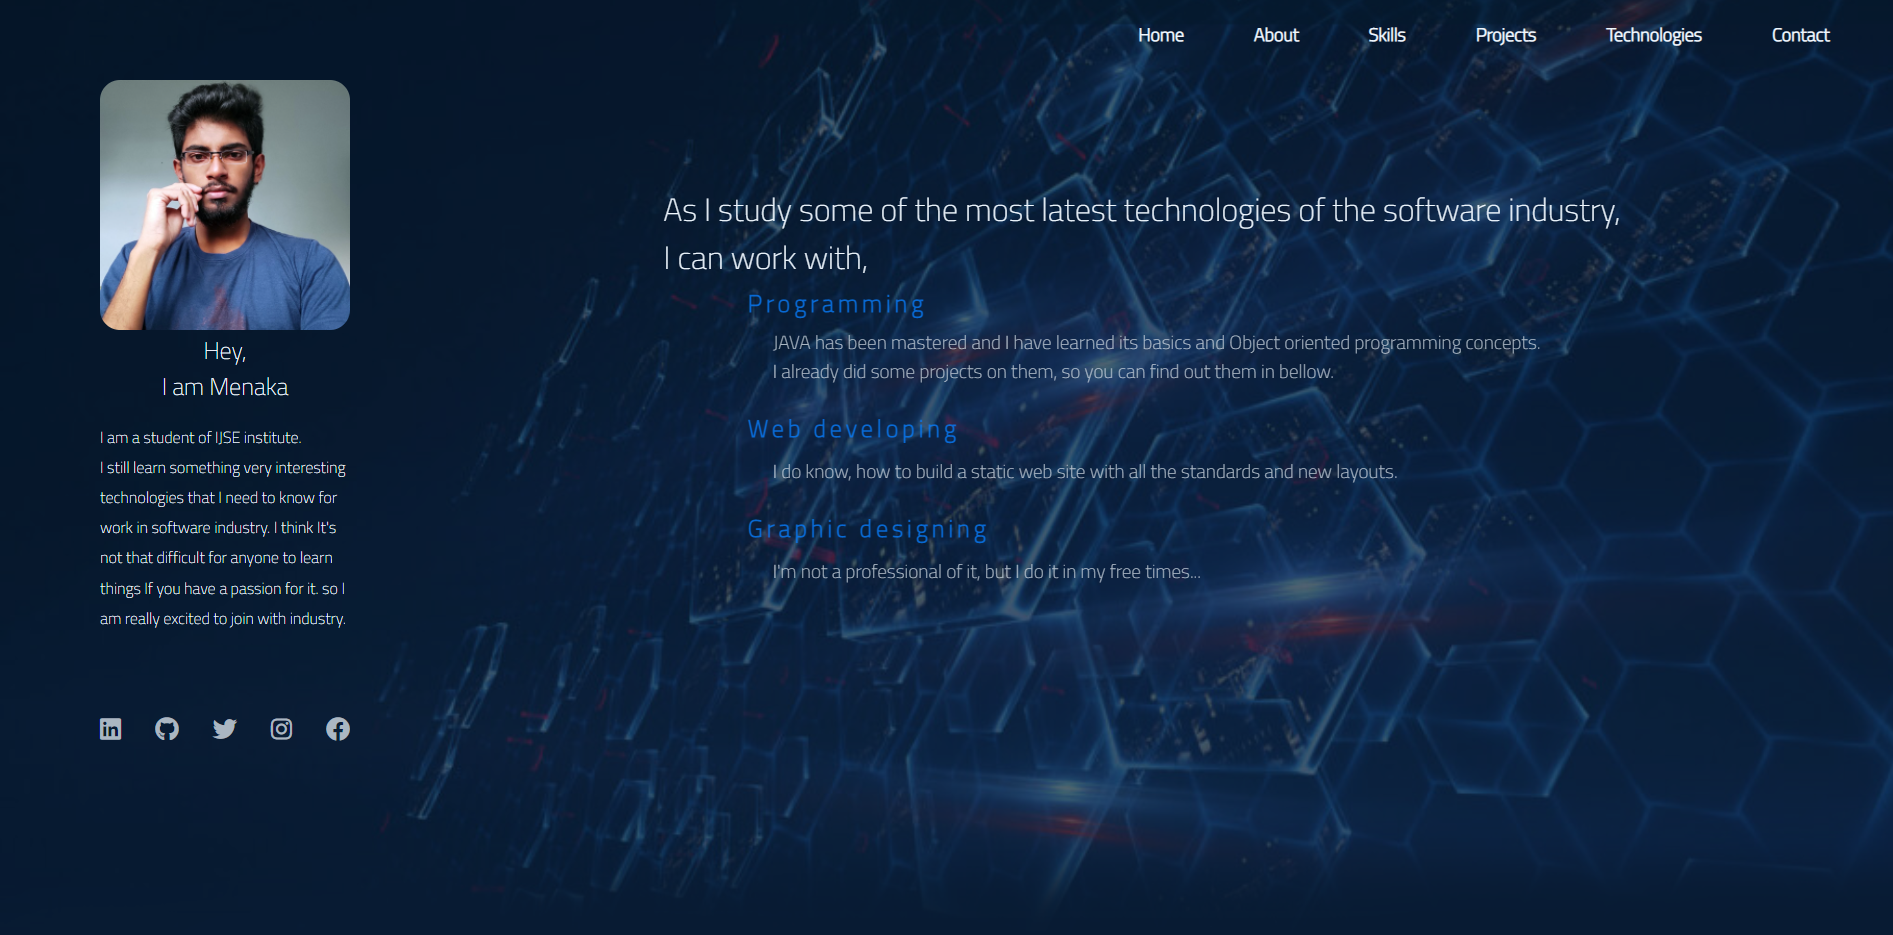 Home About Skills Projects Technologies Contact
Hey,
I am Menaka
I am a student of IJSE institute.
I still learn something very interesting
technologies that I need to know for
work in software industry. I think It's
not that difficult for anyone to learn
things If you have a passion for it. so I
am really excited to join with industry.
As I study some of the most latest technologies of the software industry,
I can work with,
Programming
JAVA has been mastered and I have learned its basics and Object oriented programming concepts.
I already did some projects on them, so you can find out them in bellow.
Web developing
I do know, how to build a static web site with all the standards and new layouts.
Graphic designing
I'm not a professional of it, but I do it in my free times...